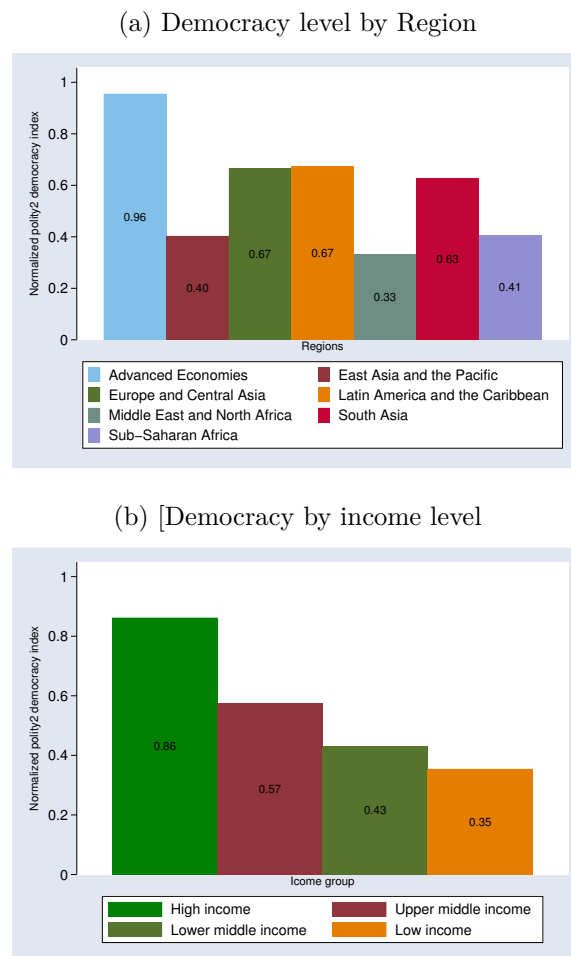 (a) Democracy level by Region
Normalized polity2 democracy index
1
0.8
0.6
0.4
0.2
0
0.96
0.40
0.67
0.67
0.33
0.63
0.41
Regions
Advanced Economies
East Asia and the Pacific
Europe and Central Asia
Latin America and the Caribbean
Middle East and North Africa
South Asia
Sub−Saharan Africa
(b) [Democracy by income level
Normalized polity2 democracy index
1
0.8
0.6
0.4
0.2
0
0.86
0.57
0.43
0.35
Icome group
High income
Upper middle income
Lower middle income
Low income